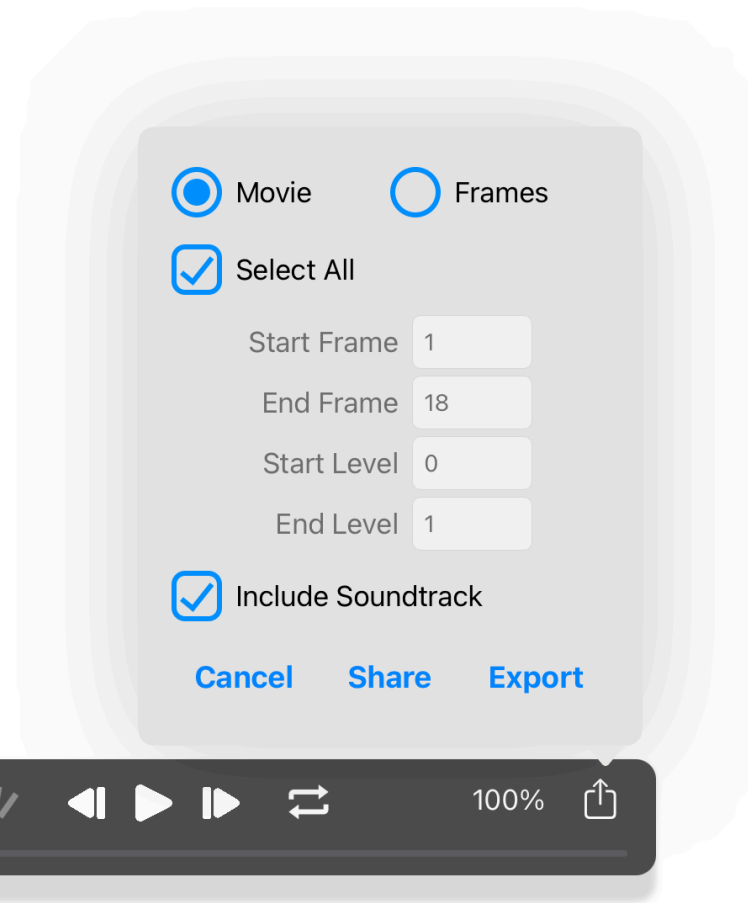 Movie Frames
Select All
Start Frame 1
End Frame 18
Start Level 0
End Level 1
Include Soundtrack
Cancel Share Export
100%